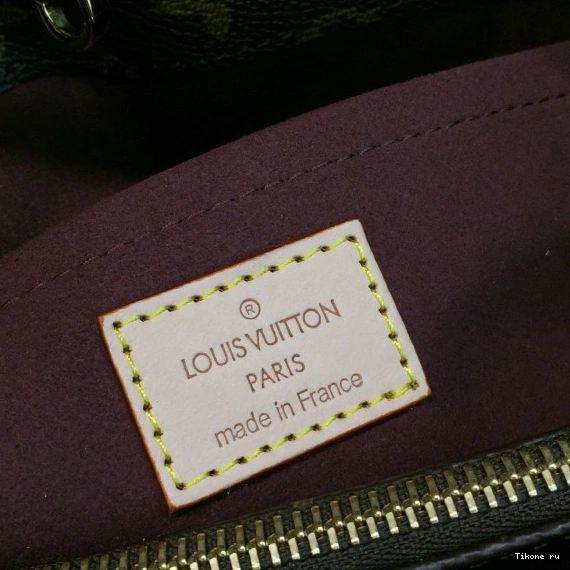 ®
LOUIS VUITTON
PARIS
made in France
Tikone ru